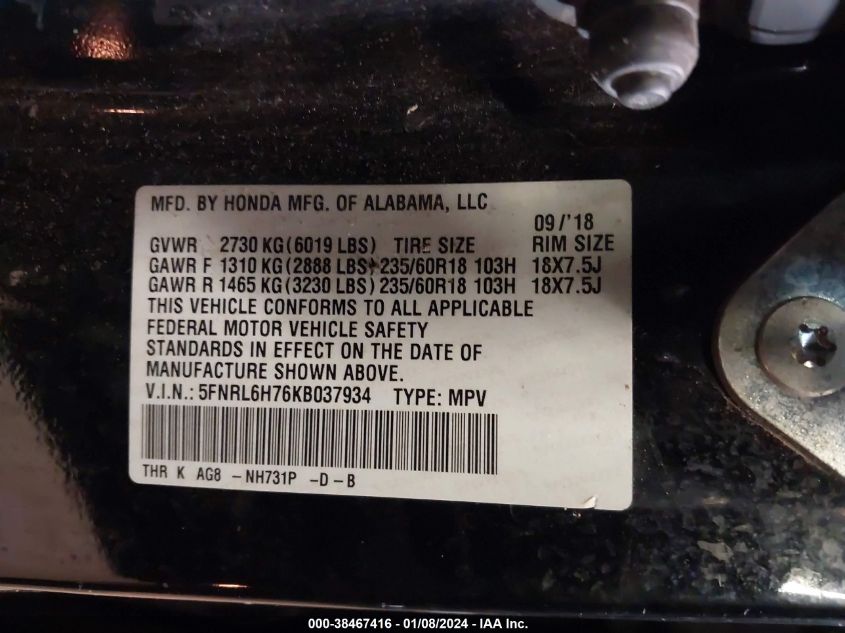 MFD. BY HONDA MFG. OF ALABAMA, LLC
09/'18
GVWR 2730 KG(6019 LBS) TIRE SIZE RIM SIZE
GAWR F 1310 KG(2888 LBS) 235/60R18 103H 18X7.5J
GAWR R 1465 KG(3230 LBS) 235/60R18 103H 18X7.5J
THIS VEHICLE CONFORMS TO ALL APPLICABLE
FEDERAL MOTOR VEHICLE SAFETY
STANDARDS IN EFFECT ON THE DATE OF
MANUFACTURE SHOWN ABOVE.
V.I.N.: 5FNRL6H76KB037934 TYPE: MPV
THR K AG8 -NH731P -D-B
000-38467416 - 01/08/2024 - IAA Inc.